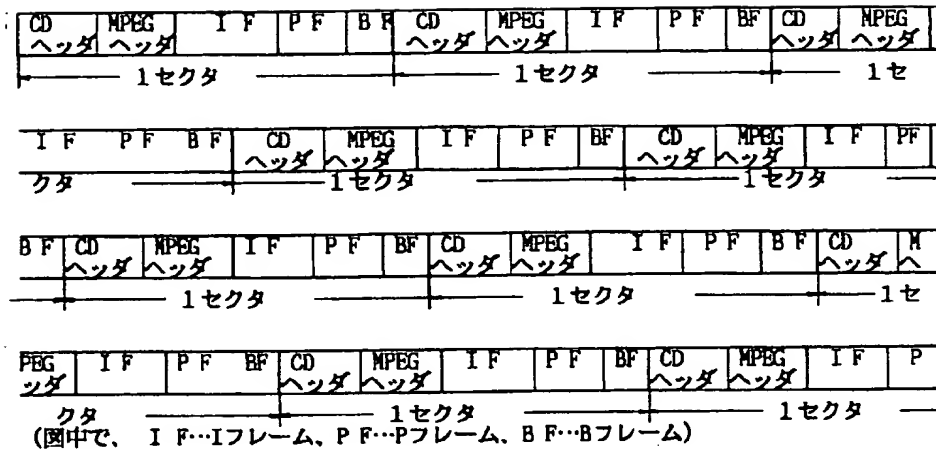 CD MPEG I F P F B F CD MPEG I F P F BF CD MPEG
ヘッダ ヘッダ ヘッダ ヘッダ ヘッダ ヘッダ
1セクタ 1セクタ 1セ
I F P F B F CD MPEG I F P F BF CD MPEG I F PF
ヘッダ ヘッダ ヘッダ ヘッダ
クタ 1セクタ 1セクタ
B F CD MPEG I F P F BF CD MPEG I F P F B F CD M
ヘッダ ヘッダ ヘッダ ヘッダ ヘッダ ヘ
1セクタ 1セクタ 1セ
PEG I F P F BF CD MPEG I F P F BF CD MPEG I F P
ッダ ヘッダ ヘッダ ヘッダ ヘッダ
クタ 1セクタ 1セクタ
(図中で、 I F…Iフレーム、P F…Pフレーム、B F…Bフレーム)